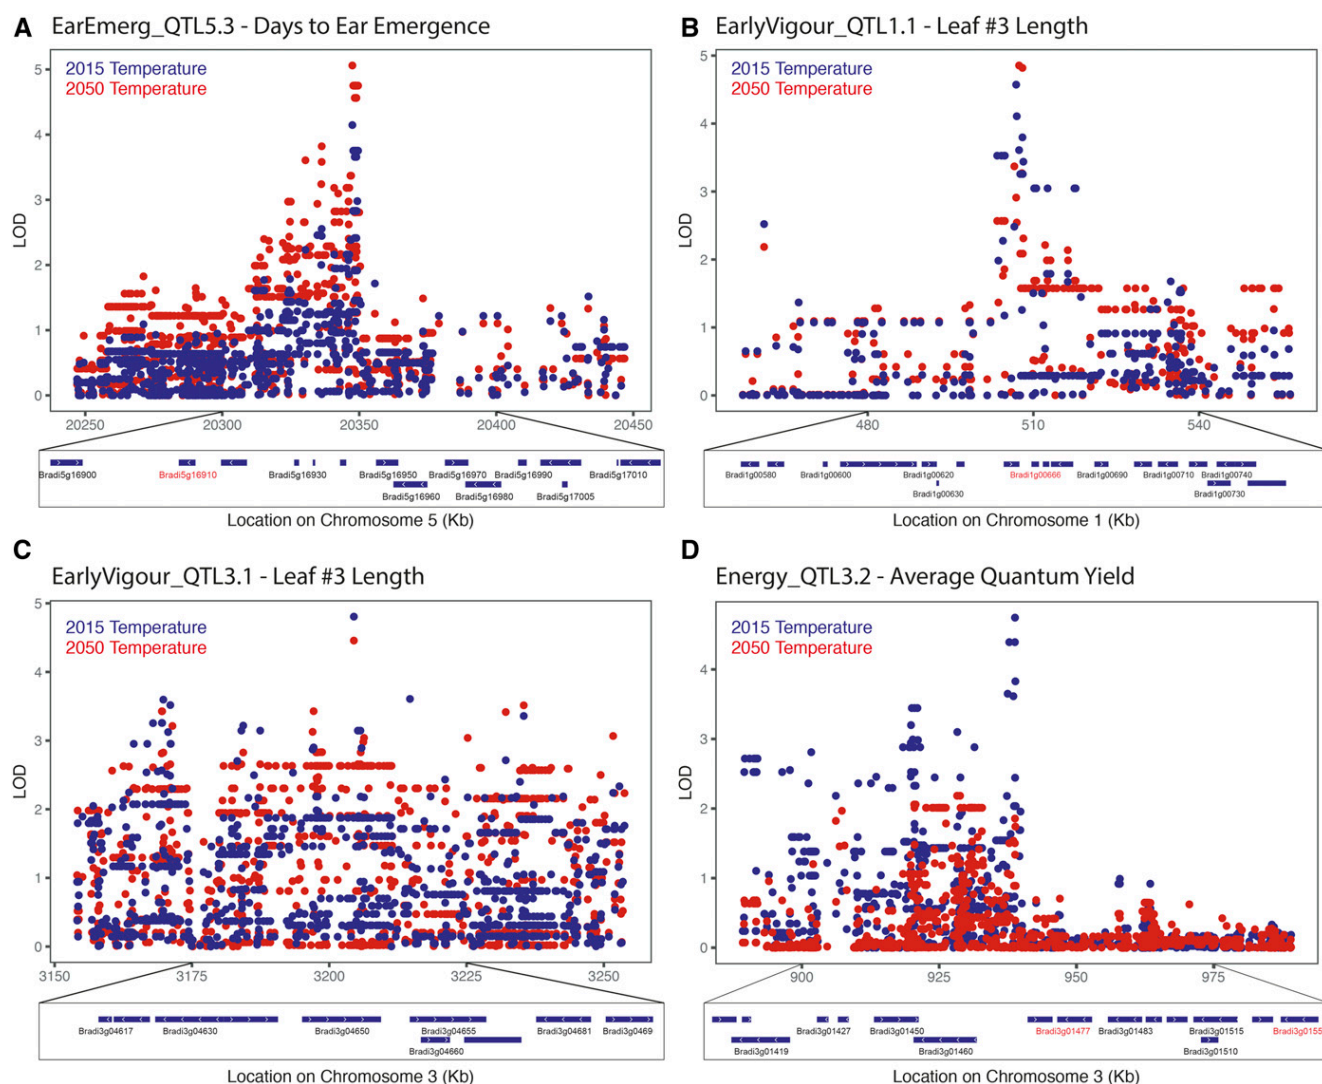 A EarEmerg_QTL5.3 - Days to Ear Emergence
2015 Temperature
2050 Temperature
LOD
5
4
3
2
1
0
20250 20300 20350 20400 20450
Bradi5g16900 Bradi5g16910 Bradi5g16930 Bradi5g16950 Bradi5g16970 Bradi5g16990 Bradi5g17010
Bradi5g16960 Bradi5g16980 Bradi5g17005
Location on Chromosome 5 (Kb)
B EarlyVigour_QTL1.1 - Leaf #3 Length
2015 Temperature
2050 Temperature
LOD
5
4
3
2
1
0
480 510 540
Bradi1g00580 Bradi1g00600 Bradi1g00620 Bradi1g00666 Bradi1g00690 Bradi1g00710 Bradi1g00740
Bradi1g00630 Bradi1g00730
Location on Chromosome 1 (Kb)
C EarlyVigour_QTL3.1 - Leaf #3 Length
2015 Temperature
2050 Temperature
LOD
5
4
3
2
1
0
3150 3175 3200 3225 3250
Bradi3g04617 Bradi3g04630 Bradi3g04650 Bradi3g04655 Bradi3g04681 Bradi3g0469
Bradi3g04660
Location on Chromosome 3 (Kb)
D Energy_QTL3.2 - Average Quantum Yield
2015 Temperature
2050 Temperature
LOD
4
3
2
1
0
900 925 950 975
Bradi3g01427 Bradi3g01450 Bradi3g01477 Bradi3g01483 Bradi3g01515 Bradi3g0155
Bradi3g01419 Bradi3g01460 Bradi3g01510
Location on Chromosome 3 (Kb)